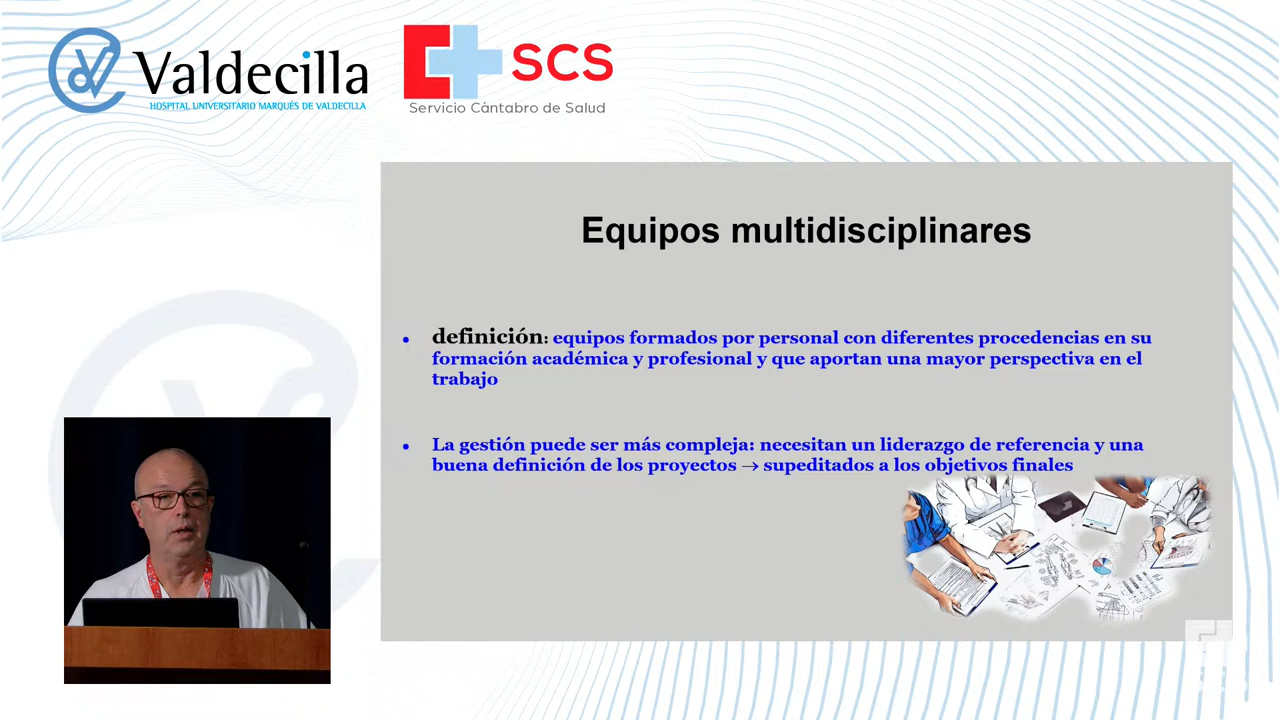 Valdecilla
HOSPITAL UNIVERSITARIO MARQUÉS DE VALDECILLA
SCS
Servicio Cántabro de Salud
Equipos multidisciplinares
• definición: equipos formados por personal con diferentes procedencias en su
formación académica y profesional y que aportan una mayor perspectiva en el
trabajo
• La gestión puede ser más compleja: necesitan un liderazgo de referencia y una
buena definición de los proyectos → supeditados a los objetivos finales